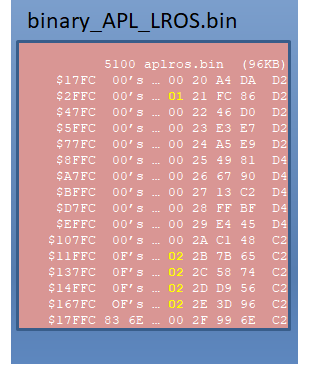 binary_APL_LROS.bin
5100 aplros.bin (96KB)
$17FC 00's … 00 20 A4 DA D2
$2FFC 00's … 01 21 FC 86 D2
$47FC 00's … 00 22 46 D0 D2
$5FFC 00's … 00 23 E3 E7 D2
$77FC 00's … 00 24 A5 E9 D2
$8FFC 00's … 00 25 49 81 D4
$A7FC 00's … 00 26 67 90 D4
$BFFC 00's … 00 27 13 C2 D4
$D7FC 00's … 00 28 FF BF D4
$EFFC 00's … 00 29 E4 45 D4
$107FC 00's … 00 2A C1 48 C2
$11FFC 0F's … 02 2B 7B 65 C2
$137FC 0F's … 02 2C 58 74 C2
$14FFC 0F's … 02 2D D9 56 C2
$167FC OF's … 02 2E 3D 96 C2
$17FFC 83 6E … 00 2F 99 6E C2